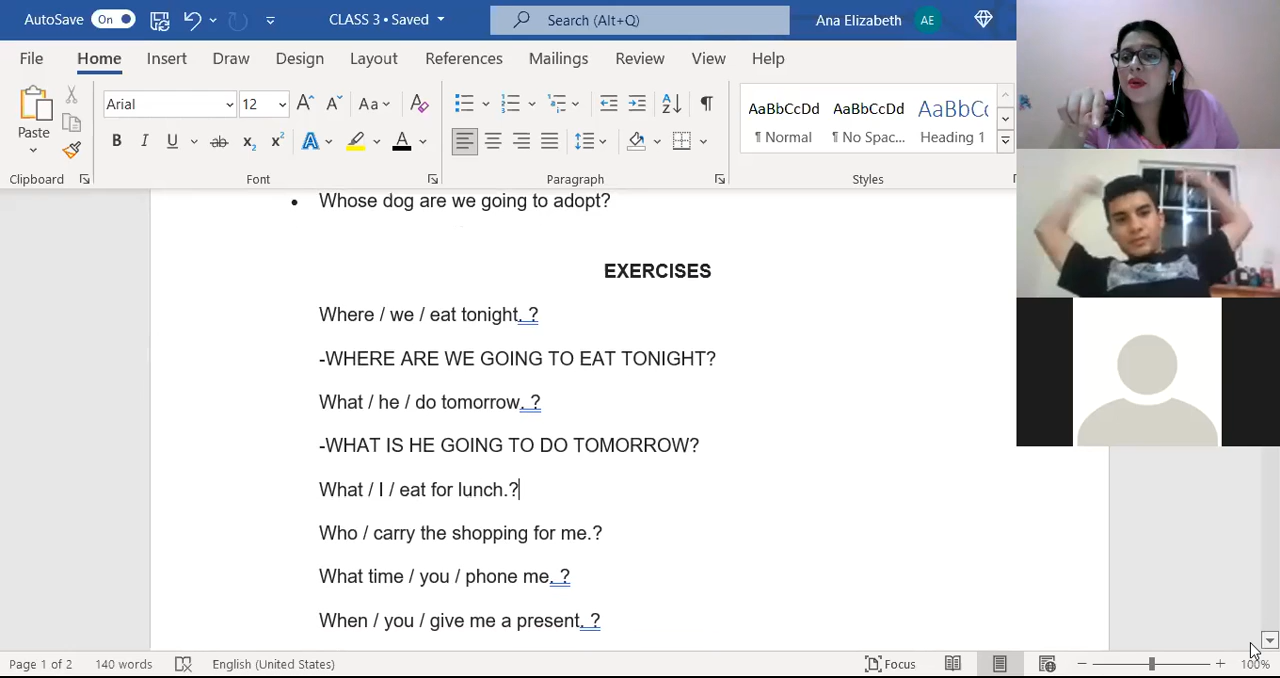 AutoSave On CLASS 3 • Saved Search (Alt+Q) Ana Elizabeth AE
File Home Insert Draw Design Layout References Mailings Review View Help
Arial 12 Aa AaBbCcDd AaBbCcDd AaBbCc
Paste B I U ab x₂ x² A A ¶ Normal ¶ No Spac... Heading 1
Clipboard Font Paragraph Styles
• Whose dog are we going to adopt?
EXERCISES
Where / we / eat tonight. ?
-WHERE ARE WE GOING TO EAT TONIGHT?
What / he / do tomorrow. ?
-WHAT IS HE GOING TO DO TOMORROW?
What / I / eat for lunch.?
Who / carry the shopping for me.?
What time / you / phone me. ?
When / you / give me a present. ?
Page 1 of 2 140 words English (United States) Focus 100%